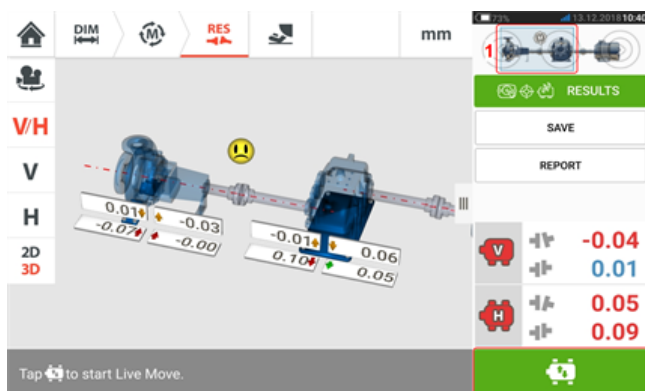 DIM
M
RES
mm
73%
13.12.2018 10:40
1
RESULTS
SAVE
REPORT
V/H
V
H
2D
3D
0.01
-0.03
-0.07
-0.00
-0.01
0.06
0.10
0.05
V
-0.04
0.01
H
0.05
0.09
Tap to start Live Move.